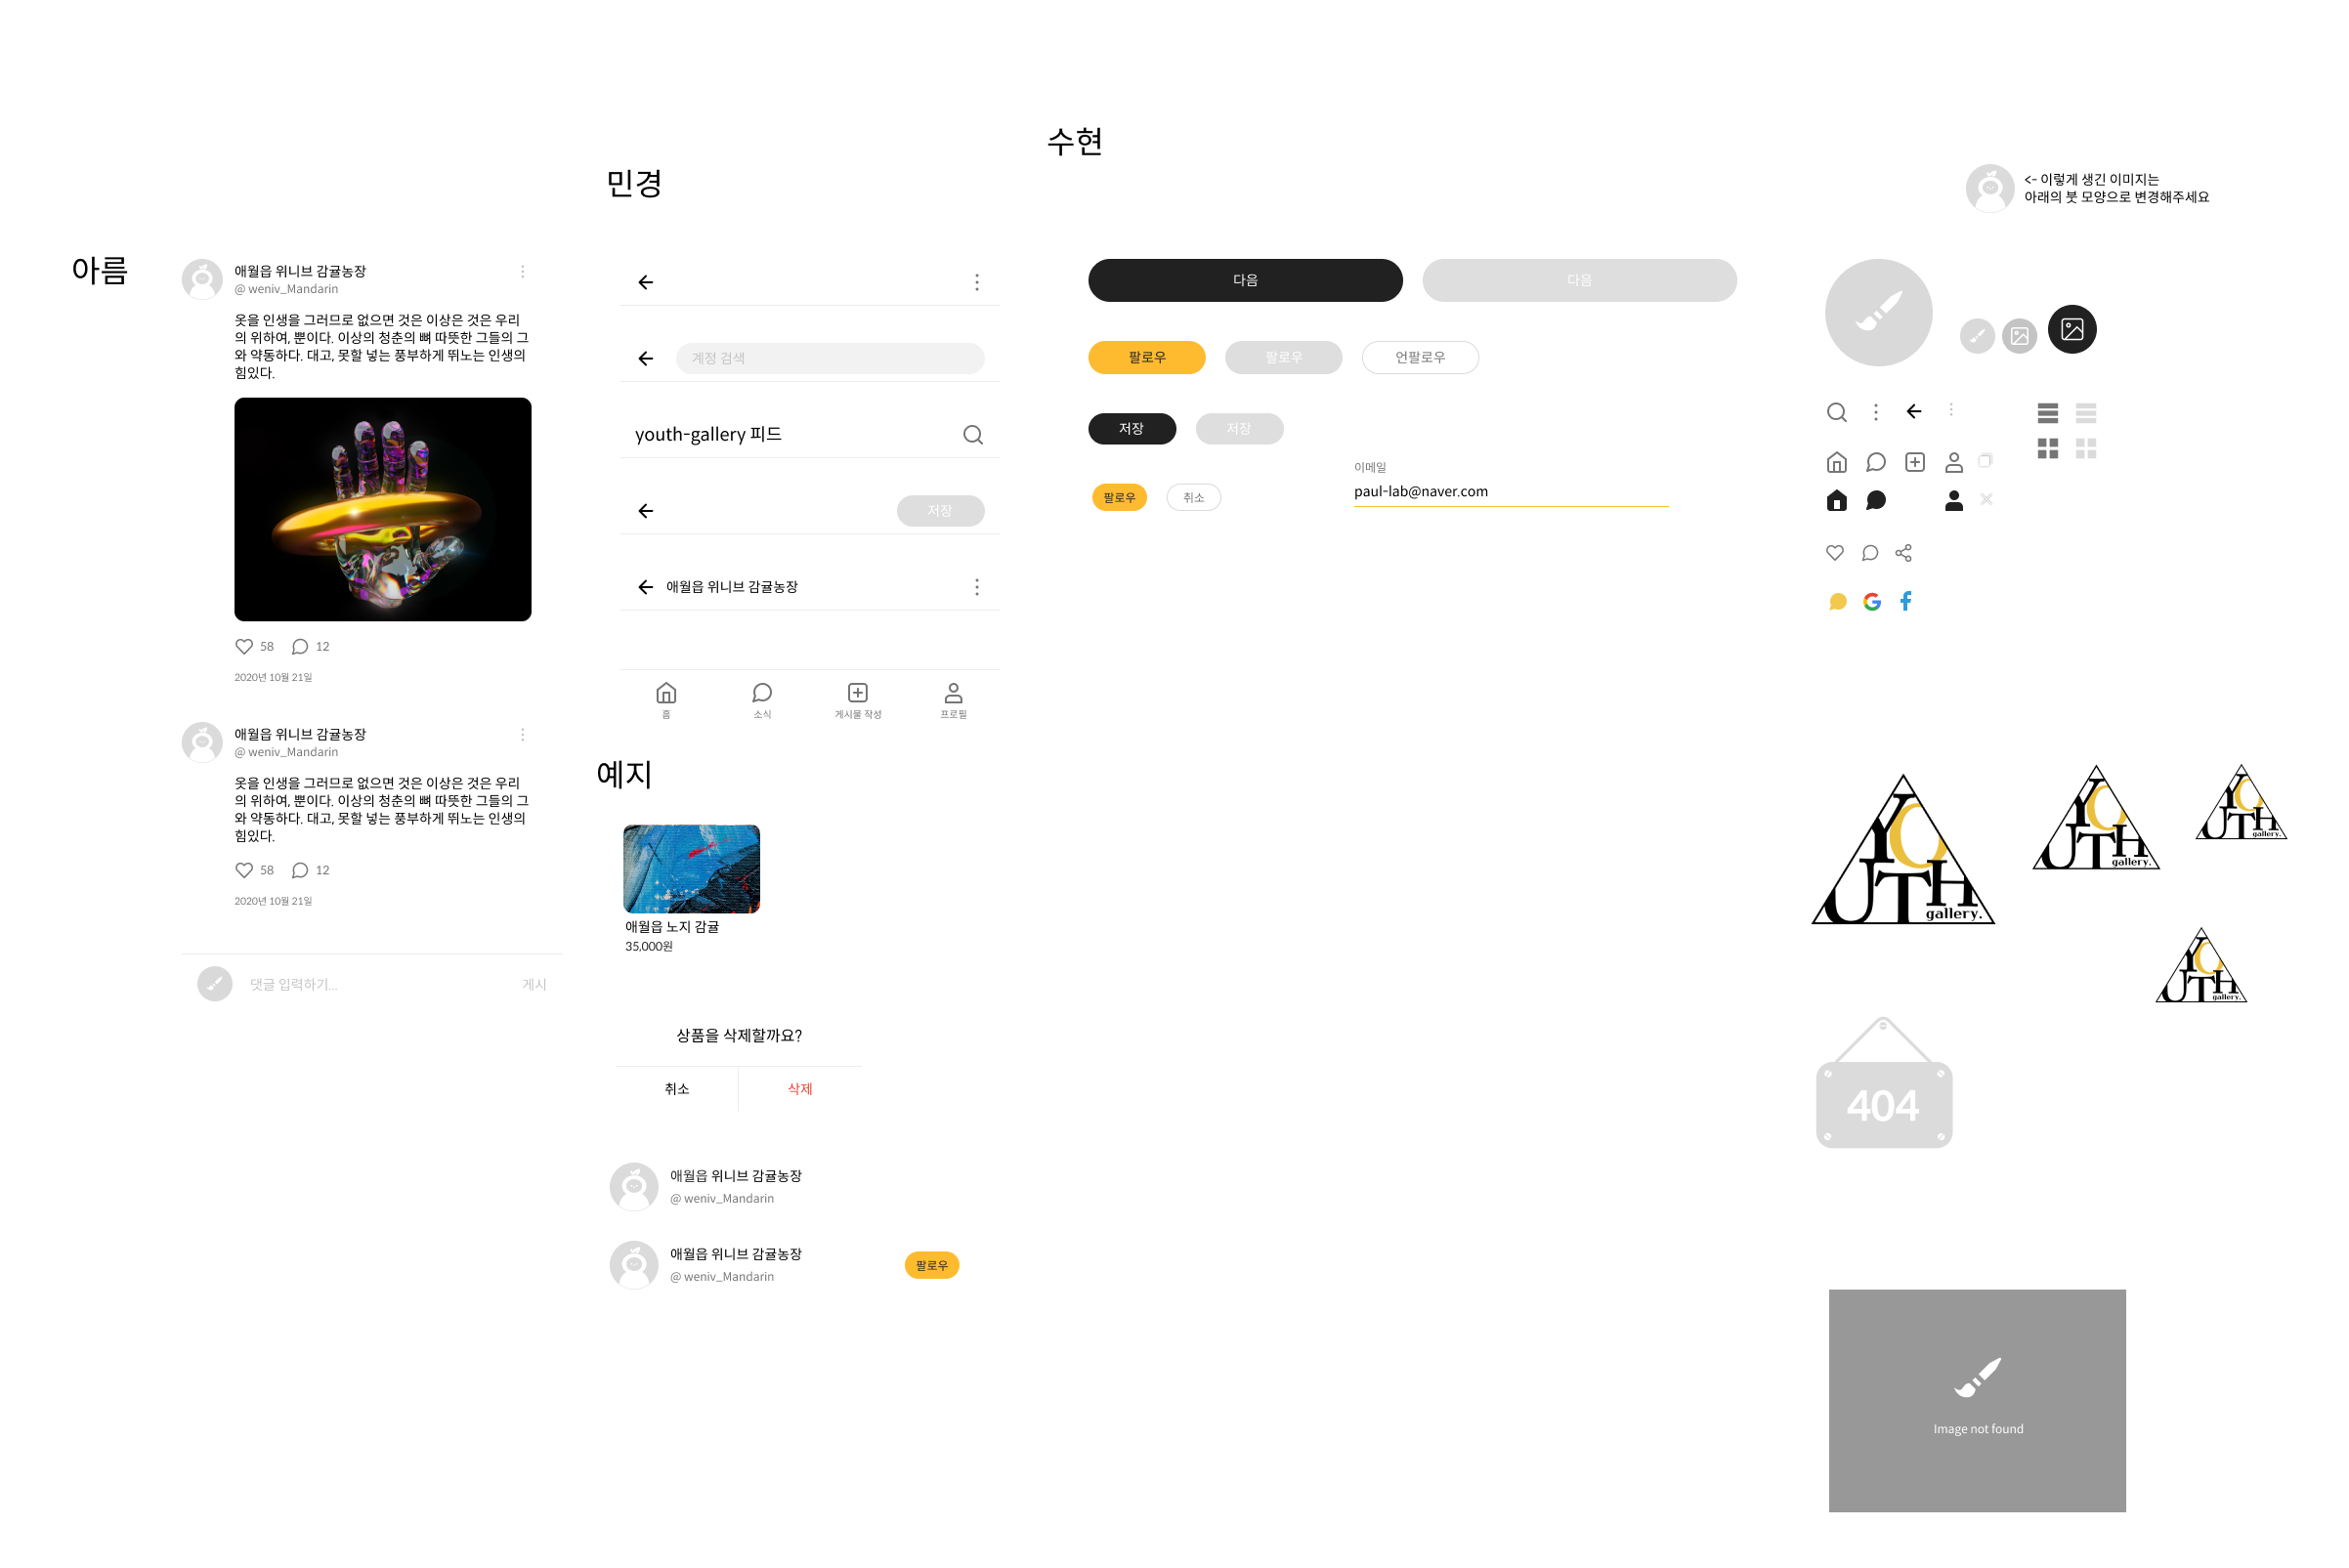 수현
민경
<- 이렇게 생긴 이미지는
아래의 붓 모양으로 변경해주세요
아름
애월읍 위니브 감귤농장
@ weniv_Mandarin
옷을 인생을 그러므로 없으면 것은 이상은 것은 우리
의 위하여, 뿐이다. 이상의 청춘의 뼈 따뜻한 그들의 그
와 약동하다. 대고, 못할 넣는 풍부하게 뛰노는 인생의
힘있다.
58
12
2020년 10월 21일
애월읍 위니브 감귤농장
@ weniv_Mandarin
옷을 인생을 그러므로 없으면 것은 이상은 것은 우리
의 위하여, 뿐이다. 이상의 청춘의 뼈 따뜻한 그들의 그
와 약동하다. 대고, 못할 넣는 풍부하게 뛰노는 인생의
힘있다.
58
12
2020년 10월 21일
댓글 입력하기...
게시
계정 검색
youth-gallery 피드
저장
애월읍 위니브 감귤농장
홈
소식
게시물 작성
프로필
예지
애월읍 노지 감귤
35,000원
상품을 삭제할까요?
취소
삭제
애월읍 위니브 감귤농장
@ weniv_Mandarin
애월읍 위니브 감귤농장
@ weniv_Mandarin
팔로우
다음
다음
팔로우
팔로우
언팔로우
저장
저장
팔로우
취소
이메일
paul-lab@naver.com
YOUTH
gallery.
YOUTH
gallery.
YOUTH
gallery.
YOUTH
gallery.
404
Image not found